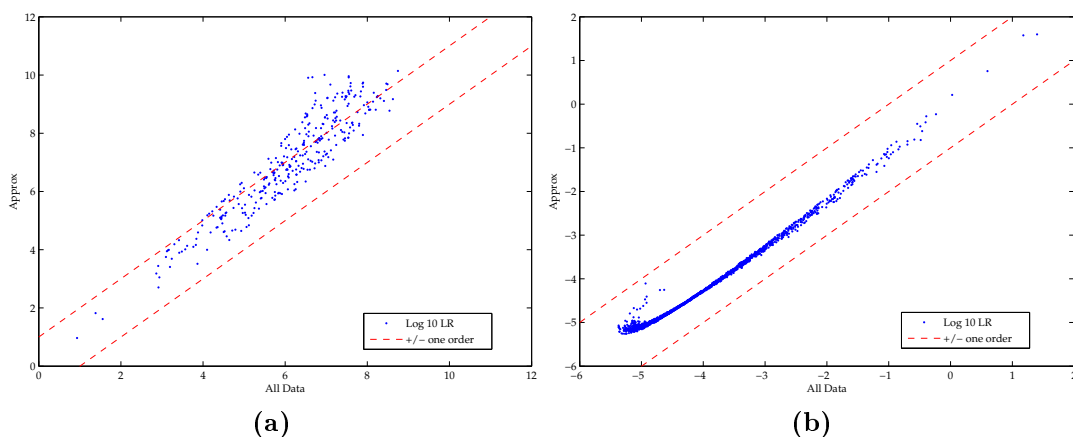 12
10
8
6
4
2
0
0 2 4 6 8 10 12
Approx
All Data
Log 10 LR
+/− one order
(a)
2
1
0
−1
−2
−3
−4
−5
−6
−6 −5 −4 −3 −2 −1 0 1 2
Approx
All Data
Log 10 LR
+/− one order
(b)